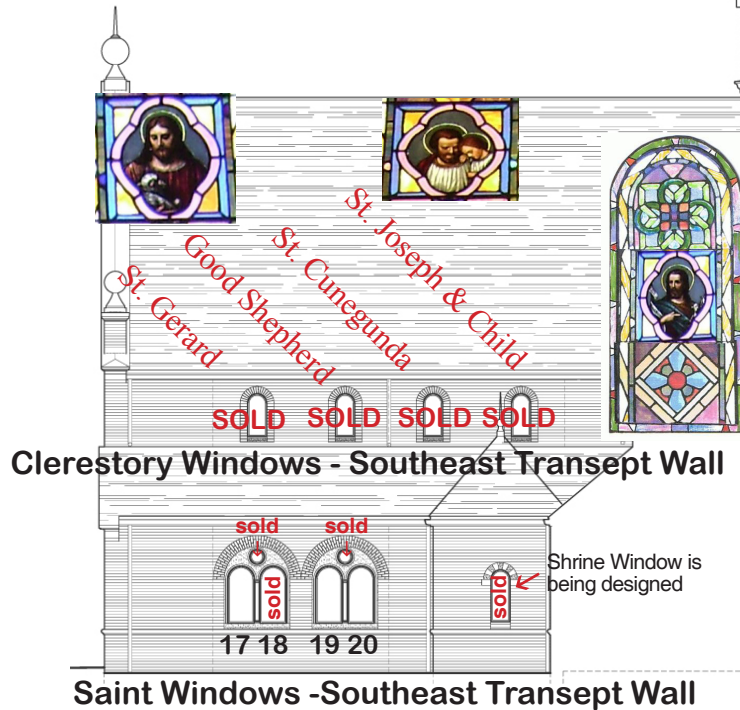 St. Gerard
Good Shepherd
St. Cunegunda
St. Joseph & Child
SOLD SOLD SOLD SOLD
Clerestory Windows - Southeast Transept Wall
sold sold
sold
sold
Shrine Window is
being designed
17 18 19 20
Saint Windows -Southeast Transept Wall